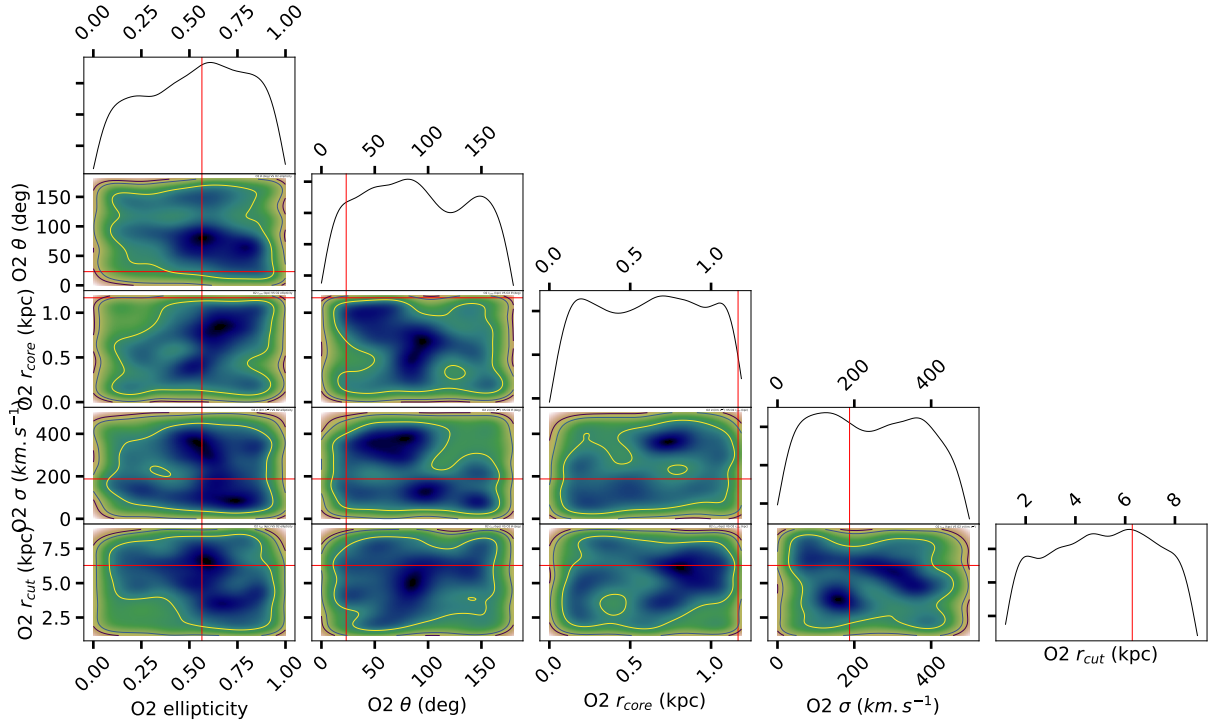 0.00 0.25 0.50 0.75 1.00
0 50 100 150
O2 θ (deg)
150
100
50
0
0.0 0.5 1.0
O2 r_core (kpc)
1.0
0.5
0.0
0 200 400
O2 σ (km.s⁻¹)
400
200
0
2 4 6 8
O2 r_cut (kpc)
7.5
5.0
2.5
0.00 0.25 0.50 0.75 1.00
O2 ellipticity
0 50 100 150
O2 θ (deg)
0.0 0.5 1.0
O2 r_core (kpc)
0 200 400
O2 σ (km.s⁻¹)
O2 r_cut (kpc)